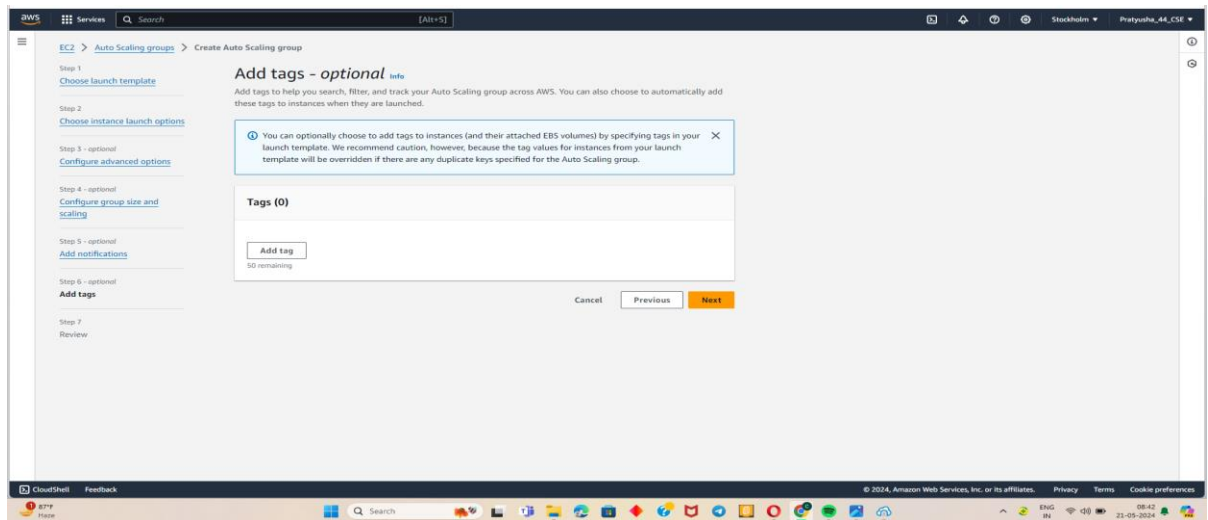 aws
Services
Search
[Alt+S]
Stockholm
Pratyusha_44_CSE
EC2 > Auto Scaling groups > Create Auto Scaling group
Step 1
Choose launch template
Step 2
Choose instance launch options
Step 3 - optional
Configure advanced options
Step 4 - optional
Configure group size and
scaling
Step 5 - optional
Add notifications
Step 6 - optional
Add tags
Step 7
Review
Add tags - optional Info
Add tags to help you search, filter, and track your Auto Scaling group across AWS. You can also choose to automatically add
these tags to instances when they are launched.
You can optionally choose to add tags to instances (and their attached EBS volumes) by specifying tags in your
launch template. We recommend caution, however, because the tag values for instances from your launch
template will be overridden if there are any duplicate keys specified for the Auto Scaling group.
Tags (0)
Add tag
50 remaining
Cancel
Previous
Next
CloudShell
Feedback
© 2024, Amazon Web Services, Inc. or its affiliates.
Privacy
Terms
Cookie preferences
87°F
Haze
Search
ENG
IN
08:42
21-05-2024